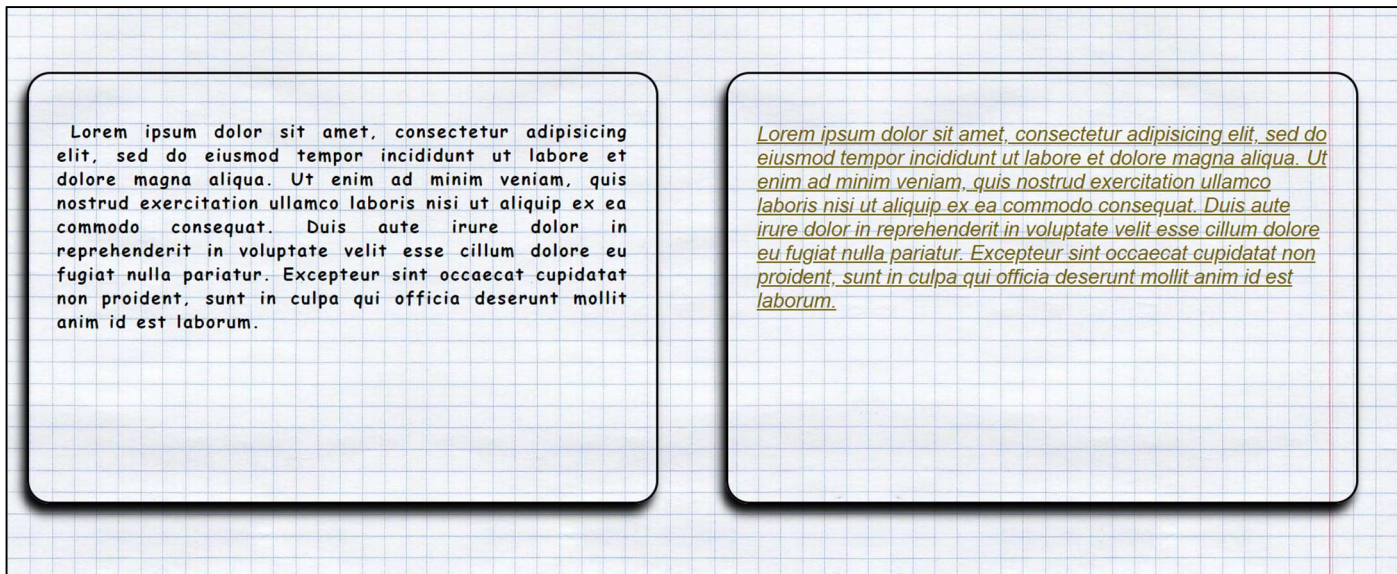 Lorem ipsum dolor sit amet, consectetur adipisicing
elit, sed do eiusmod tempor incididunt ut labore et
dolore magna aliqua. Ut enim ad minim veniam, quis
nostrud exercitation ullamco laboris nisi ut aliquip ex ea
commodo consequat. Duis aute irure dolor in
reprehenderit in voluptate velit esse cillum dolore eu
fugiat nulla pariatur. Excepteur sint occaecat cupidatat
non proident, sunt in culpa qui officia deserunt mollit
anim id est laborum.
Lorem ipsum dolor sit amet, consectetur adipisicing elit, sed do
eiusmod tempor incididunt ut labore et dolore magna aliqua. Ut
enim ad minim veniam, quis nostrud exercitation ullamco
laboris nisi ut aliquip ex ea commodo consequat. Duis aute
irure dolor in reprehenderit in voluptate velit esse cillum dolore
eu fugiat nulla pariatur. Excepteur sint occaecat cupidatat non
proident, sunt in culpa qui officia deserunt mollit anim id est
laborum.